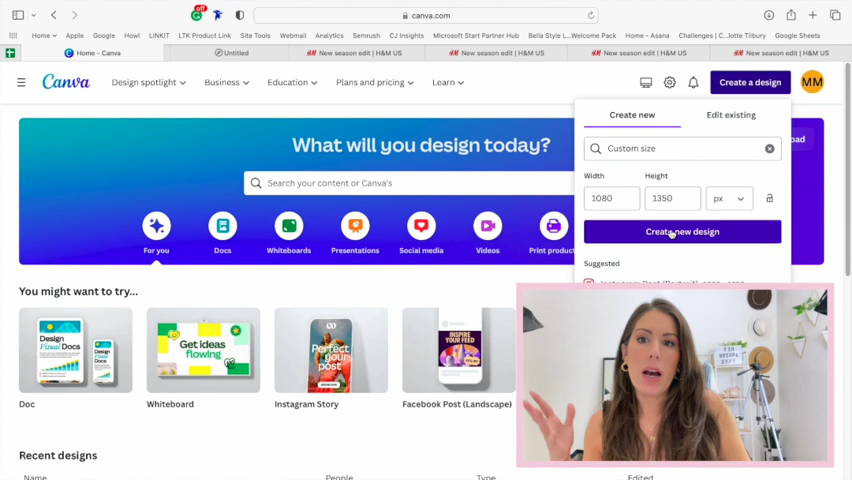 canva.com
Home
Apple
Google
Howl
LINKIT
LTK Product Link
Site Tools
Webmail
Analytics
Semrush
CJ Insights
Microsoft Start Partner Hub
Bella Style L...Welcome Pack
Home - Asana
Challenges | C...lotte Tilbury
Google Sheets
off
Home – Canva
Untitled
H&M New season edit | H&M US
H&M New season edit | H&M US
H&M New season edit | H&M US
H&M New season edit | H&M US
Canva
Design spotlight
Business
Education
Plans and pricing
Learn
Create a design
MM
Create new
Edit existing
What will you design today?
oad
Custom size
Search your content or Canva's
Width
Height
1080
1350
px
Create new design
For you
Docs
Whiteboards
Presentations
Social media
Videos
Print produc
Suggested
You might want to try...
Design
Visual Docs
Get ideas
flowing
Perfect
your
post
INSPIRE
YOUR FEED
Doc
Whiteboard
Instagram Story
Facebook Post (Landscape)
Recent designs
Name
People
Type
Edited